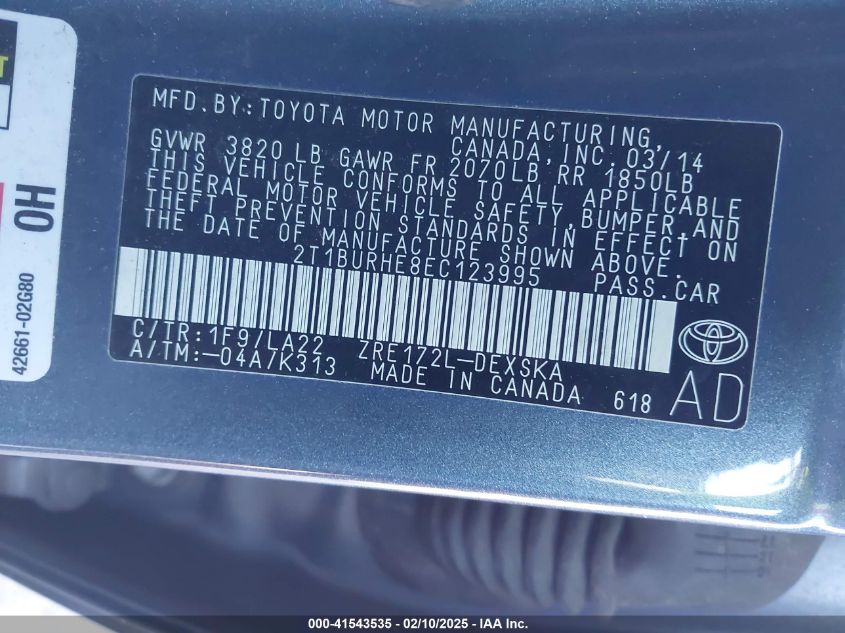 T
OH
42661-02G80
MFD.BY:TOYOTA MOTOR MANUFACTURING,
CANADA,INC. 03/14
GVWR 3820 LB GAWR FR 2070LB RR 1850LB
THIS VEHICLE CONFORMS TO ALL APPLICABLE
FEDERAL MOTOR VEHICLE SAFETY,BUMPER,AND
THEFT PREVENTION STANDARDS IN EFFECT ON
THE DATE OF MANUFACTURE SHOWN ABOVE.
2T1BURHE8EC123995 PASS.CAR
C/TR:1F9/LA22 ZRE172L-DEXSKA
A/TM:-04A/K313 MADE IN CANADA 618
AD
000-41543535 - 02/10/2025 - IAA Inc.